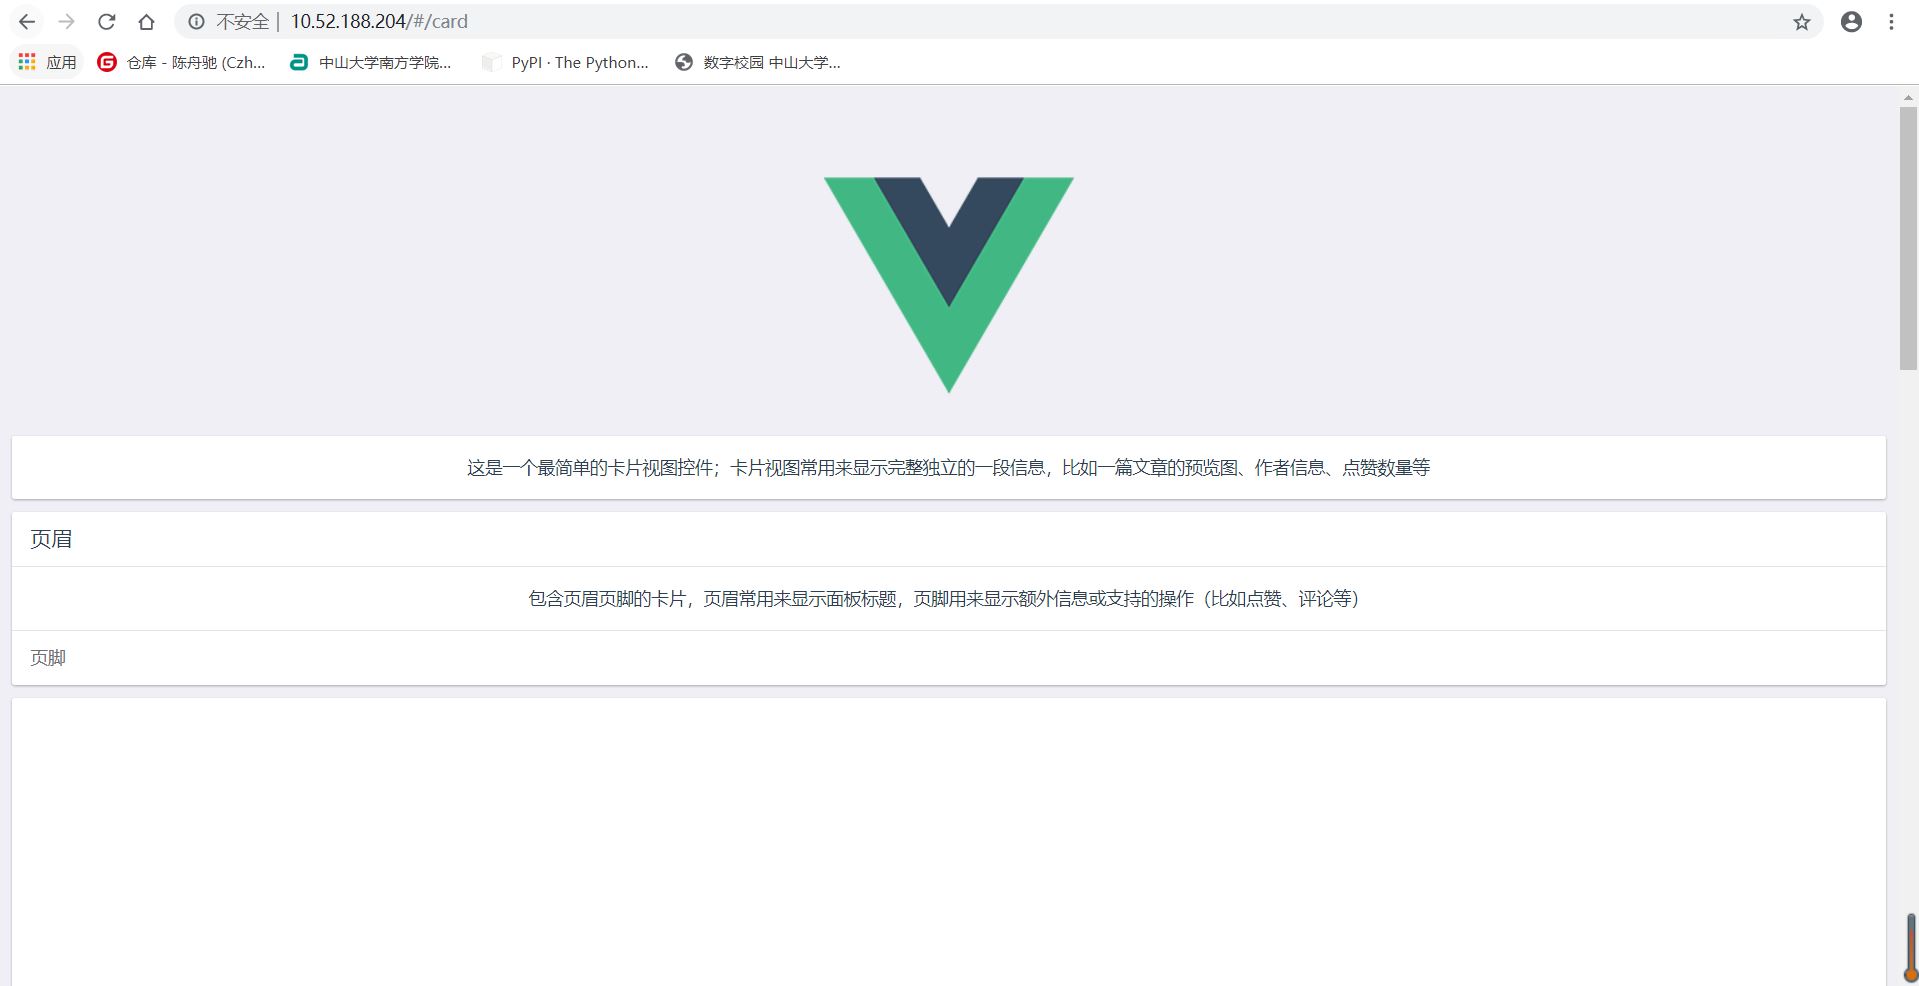 不安全 | 10.52.188.204/#/card
应用 仓库 - 陈舟驰 (Czh... 中山大学南方学院... PyPI · The Python... 数字校园 中山大学...
这是一个最简单的卡片视图控件；卡片视图常用来显示完整独立的一段信息，比如一篇文章的预览图、作者信息、点赞数量等
页眉
包含页眉页脚的卡片，页眉常用来显示面板标题，页脚用来显示额外信息或支持的操作（比如点赞、评论等）
页脚